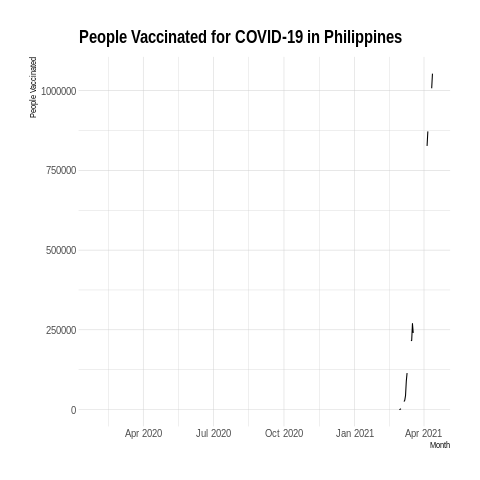 People Vaccinated for COVID-19 in Philippines
People Vaccinated
1000000
750000
500000
250000
0
Apr 2020 Jul 2020 Oct 2020 Jan 2021 Apr 2021
Month